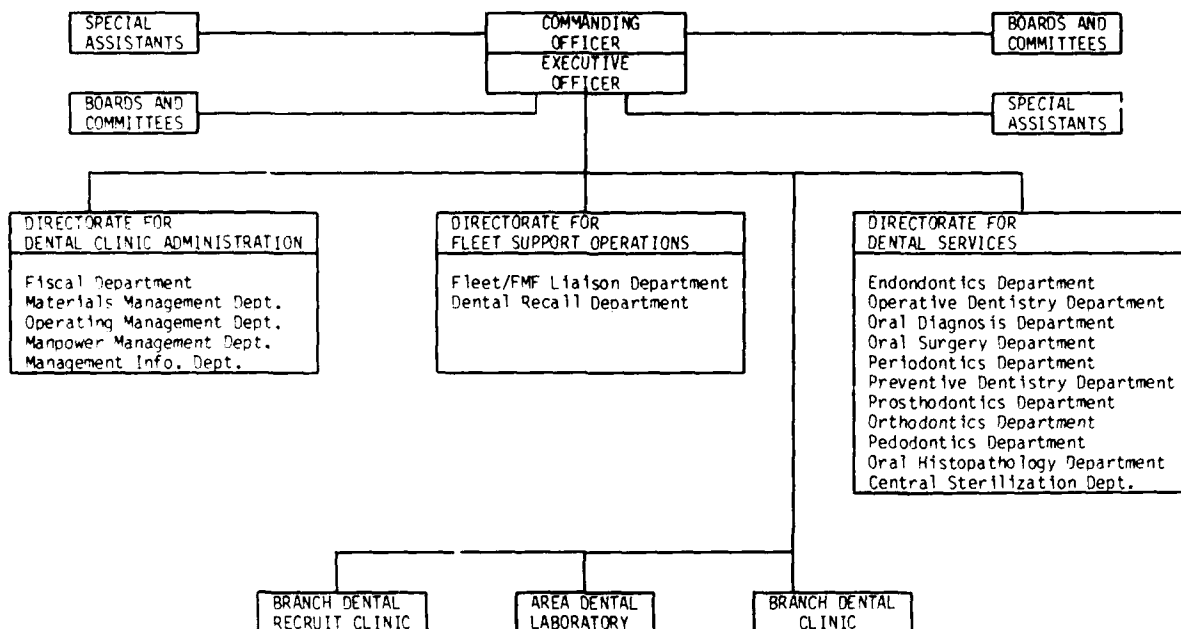 SPECIAL
ASSISTANTS
COMMANDING
OFFICER
EXECUTIVE
OFFICER
BOARDS AND
COMMITTEES
BOARDS AND
COMMITTEES
SPECIAL
ASSISTANTS
DIRECTORATE FOR
DENTAL CLINIC ADMINISTRATION
Fiscal Department
Materials Management Dept.
Operating Management Dept.
Manpower Management Dept.
Management Info. Dept.
DIRECTORATE FOR
FLEET SUPPORT OPERATIONS
Fleet/FMF Liaison Department
Dental Recall Department
DIRECTORATE FOR
DENTAL SERVICES
Endondontics Department
Operative Dentistry Department
Oral Diagnosis Department
Oral Surgery Department
Periodontics Department
Preventive Dentistry Department
Prosthodontics Department
Orthodontics Department
Pedodontics Department
Oral Histopathology Department
Central Sterilization Dept.
BRANCH DENTAL
RECRUIT CLINIC
AREA DENTAL
LABORATORY
BRANCH DENTAL
CLINIC